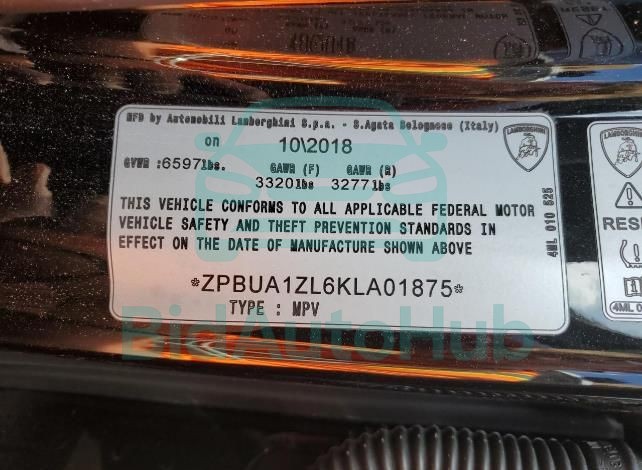 MFD by Automobili Lamborghini S.p.a. - S.Agata Bolognese (Italy)
on 10\2018
GVWR :6597lbs. GAWR (F) GAWR (R)
3320lbs 3277lbs
THIS VEHICLE CONFORMS TO ALL APPLICABLE FEDERAL MOTOR
VEHICLE SAFETY AND THEFT PREVENTION STANDARDS IN
EFFECT ON THE DATE OF MANUFACTURE SHOWN ABOVE
*ZPBUA1ZL6KLA01875*
TYPE : MPV
LAMBORGHINI
4ML 010 525
BidAutoHub